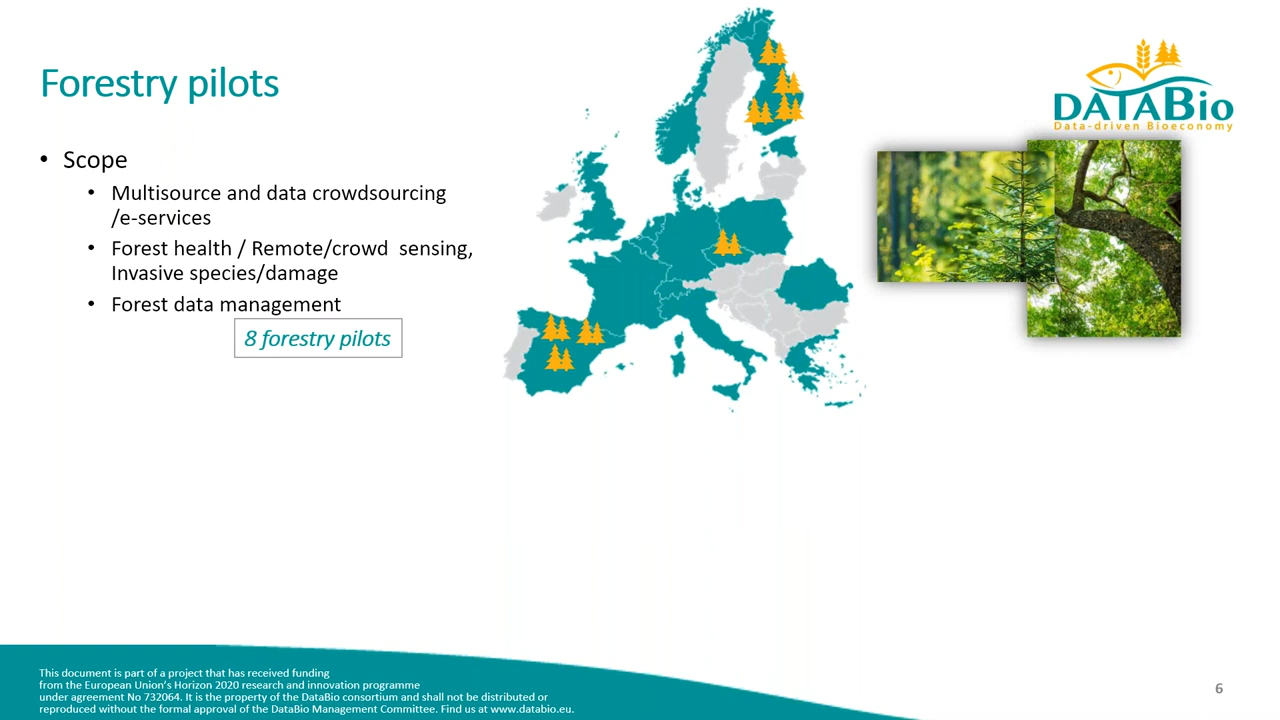 Forestry pilots
DATABio
Data-driven Bioeconomy
• Scope
• Multisource and data crowdsourcing
/e-services
• Forest health / Remote/crowd sensing,
Invasive species/damage
• Forest data management
8 forestry pilots
This document is part of a project that has received funding
from the European Union's Horizon 2020 research and innovation programme
under agreement No 732064. It is the property of the DataBio consortium and shall not be distributed or
reproduced without the formal approval of the DataBio Management Committee. Find us at www.databio.eu.
6